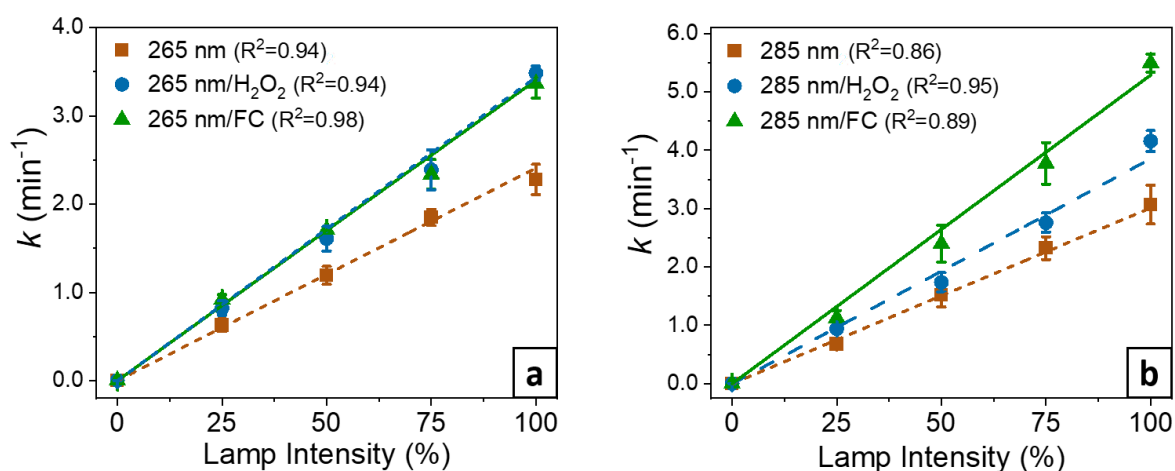 4.0
3.0
2.0
1.0
0.0
k (min⁻¹)
265 nm (R²=0.94)
265 nm/H₂O₂ (R²=0.94)
265 nm/FC (R²=0.98)
a
0 25 50 75 100
Lamp Intensity (%)
6.0
5.0
4.0
3.0
2.0
1.0
0.0
k (min⁻¹)
285 nm (R²=0.86)
285 nm/H₂O₂ (R²=0.95)
285 nm/FC (R²=0.89)
b
0 25 50 75 100
Lamp Intensity (%)